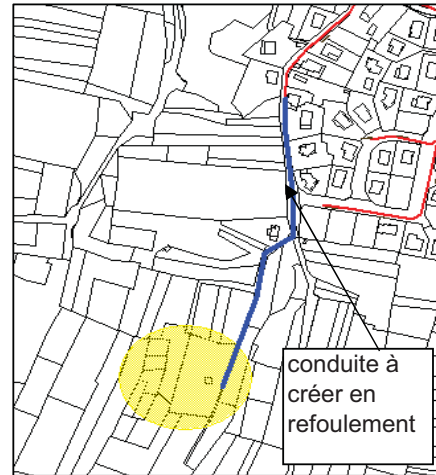 conduite à
créer en
refoulement